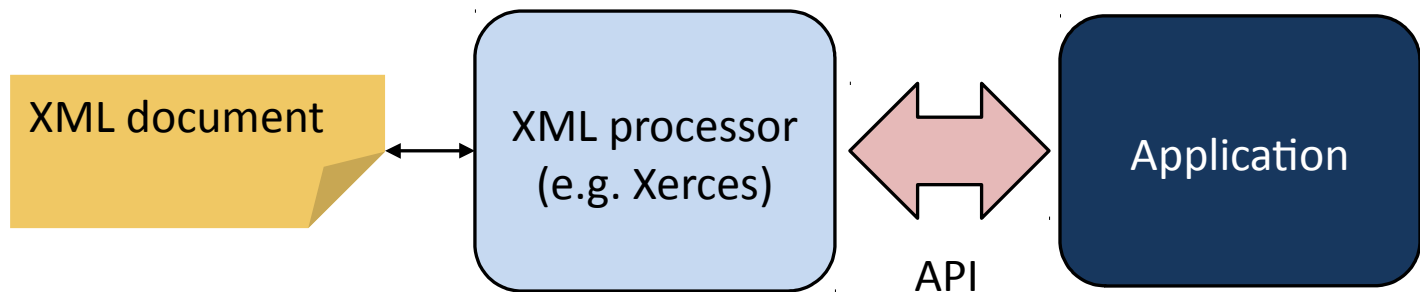 XML document
XML processor
(e.g. Xerces)
Application
API